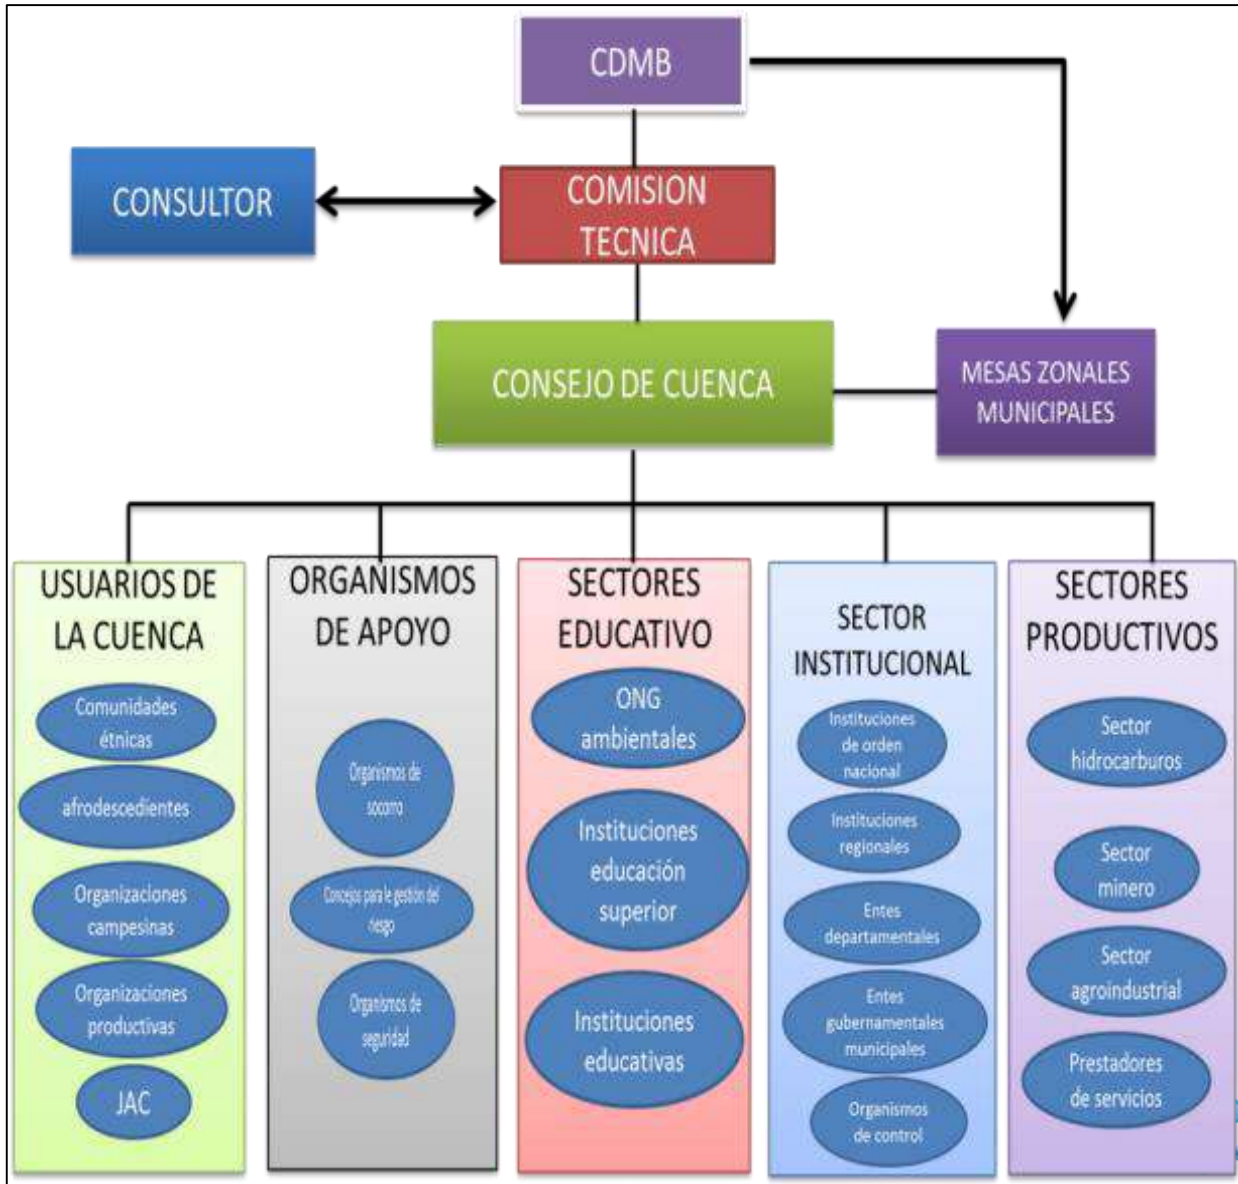 CDMB
CONSULTOR
COMISION
TECNICA
CONSEJO DE CUENCA
MESAS ZONALES
MUNICIPALES
USUARIOS DE
LA CUENCA
Comunidades
étnicas
afrodescedientes
Organizaciones
campesinas
Organizaciones
productivas
JAC
ORGANISMOS
DE APOYO
Organismos de
socorro
Concejos para le gestión del
riesgo
Organismos de
seguridad
SECTORES
EDUCATIVO
ONG
ambientales
Instituciones
educación
superior
Instituciones
educativas
SECTOR
INSTITUCIONAL
Instituciones
de orden
nacional
Instituciones
regionales
Entes
departamentales
Entes
gubernamentales
municipales
Organismos
de control
SECTORES
PRODUCTIVOS
Sector
hidrocarburos
Sector
minero
Sector
agroindustrial
Prestadores
de servicios